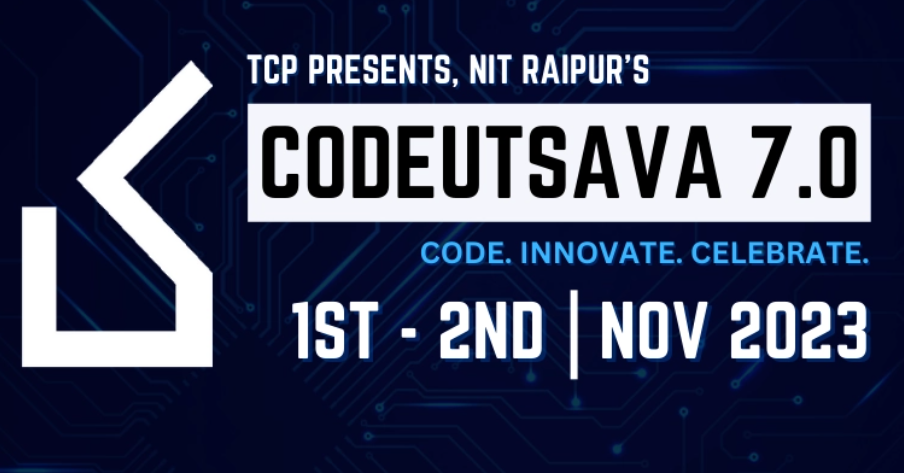 TCP PRESENTS, NIT RAIPUR'S
CODEUTSAVA 7.0
CODE. INNOVATE. CELEBRATE.
1ST - 2ND | NOV 2023